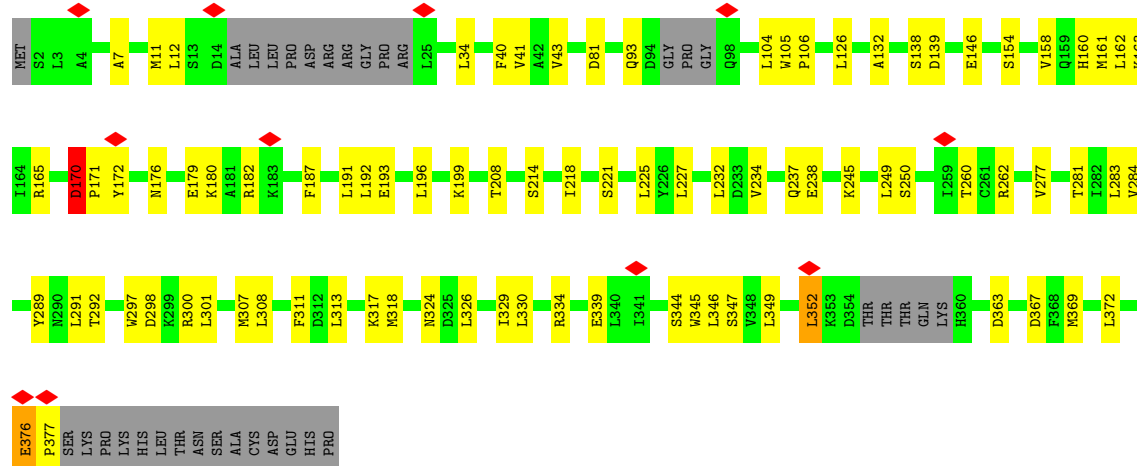 MET S2 L3 A4 A7 M11 L12 S13 D14 ALA LEU LEU PRO ASP ARG ARG GLY PRO ARG L25 L34 F40 V41 A42 V43 D81 Q93 D94 GLY PRO GLY Q98 L104 W105 P106 L126 A132 S138 D139 E146 S154 V158 Q159 H160 M161 L162
I164 R165 D170 P171 Y172 N176 E179 K180 A181 R182 K183 F187 L191 L192 E193 L196 K199 T208 S214 I218 S221 L225 Y226 L227 L232 D233 V234 Q237 E238 K245 L249 S250 I259 T260 C261 R262 V277 T281 I282 L283 V284
Y289 N290 L291 T292 W297 D298 K299 R300 L301 M307 L308 F311 D312 L313 K317 M318 N324 D325 L326 I329 L330 R334 E339 L340 I341 S344 W345 L346 S347 V348 L349 L352 K353 D354 THR THR THR GLN LYS H360 D363 D367 F368 M369 L372
E376 P377 SER LYS PRO LYS HIS LEU THR ASN SER ALA CYS ASP GLU HIS PRO